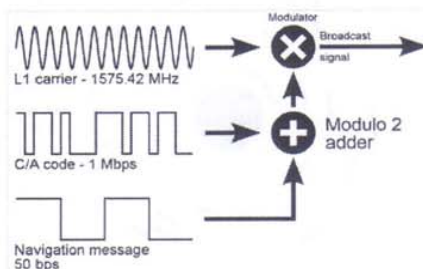 Modulator
Broadcast
signal
L1 carrier - 1575.42 MHz
C/A code - 1 Mbps
Modulo 2
adder
Navigation message
50 bps